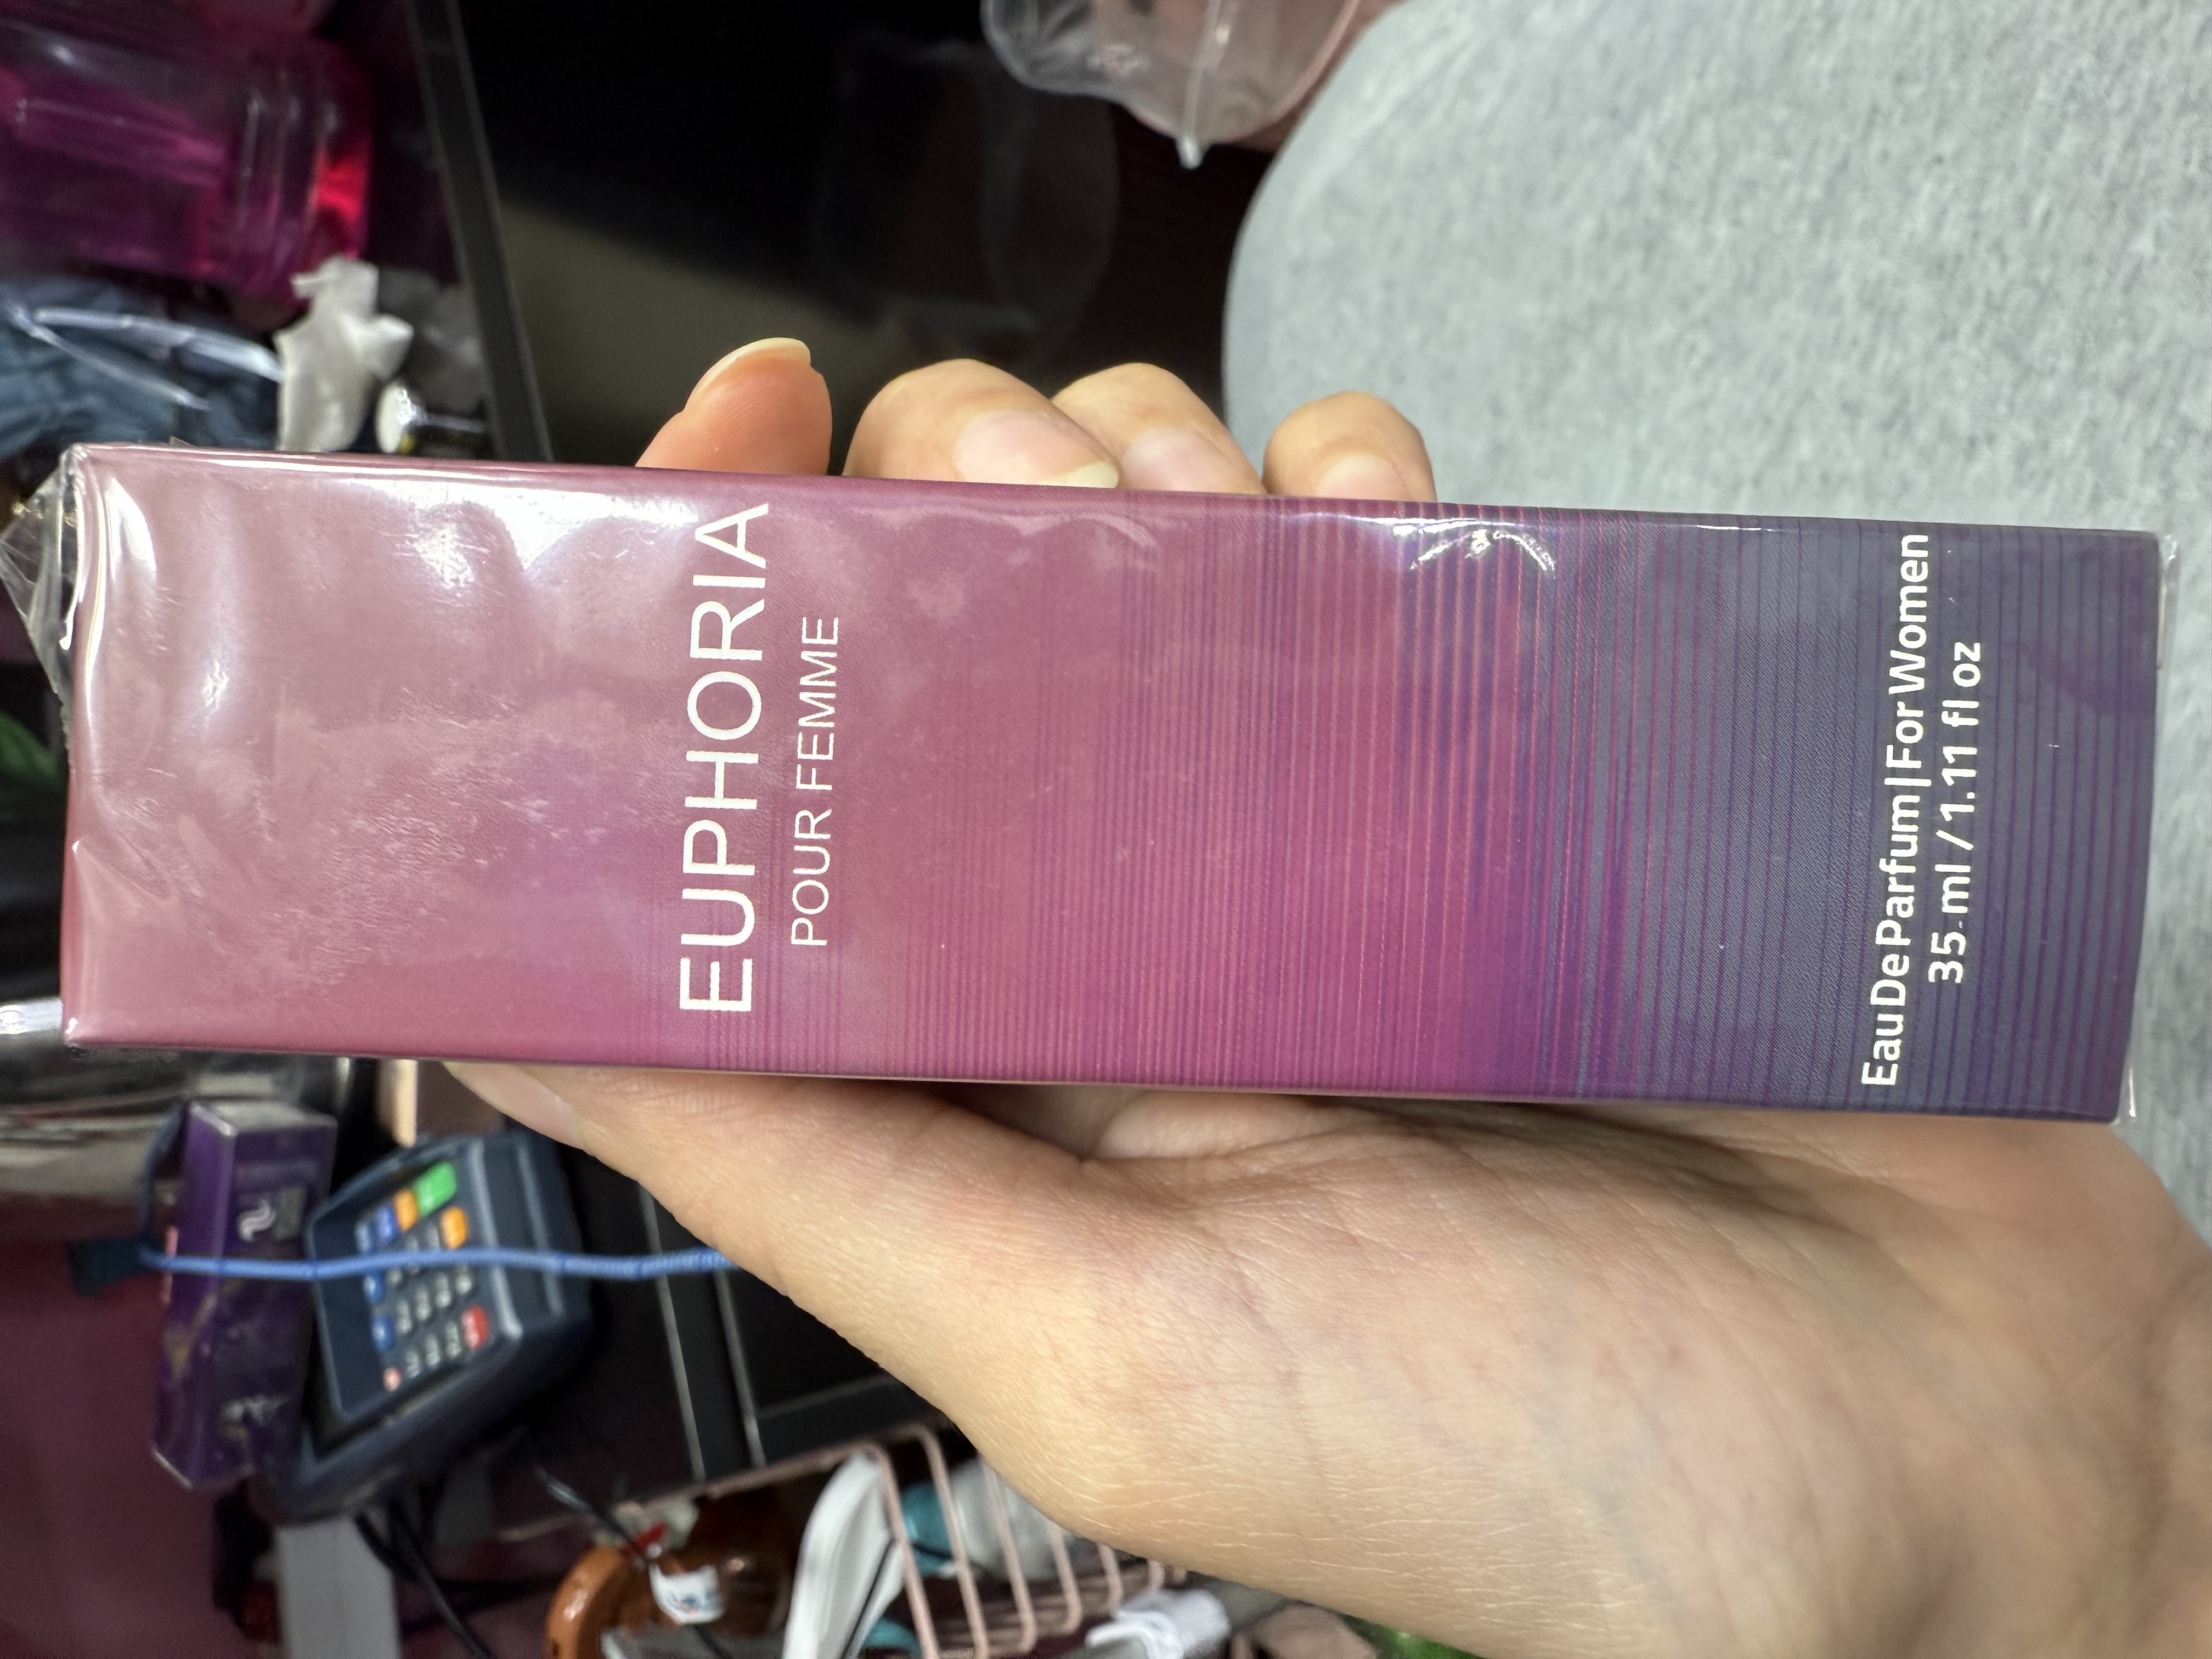 EUPHORIA
POUR FEMME
Eau De Parfum | For Women
35 ml / 1.11 fl oz